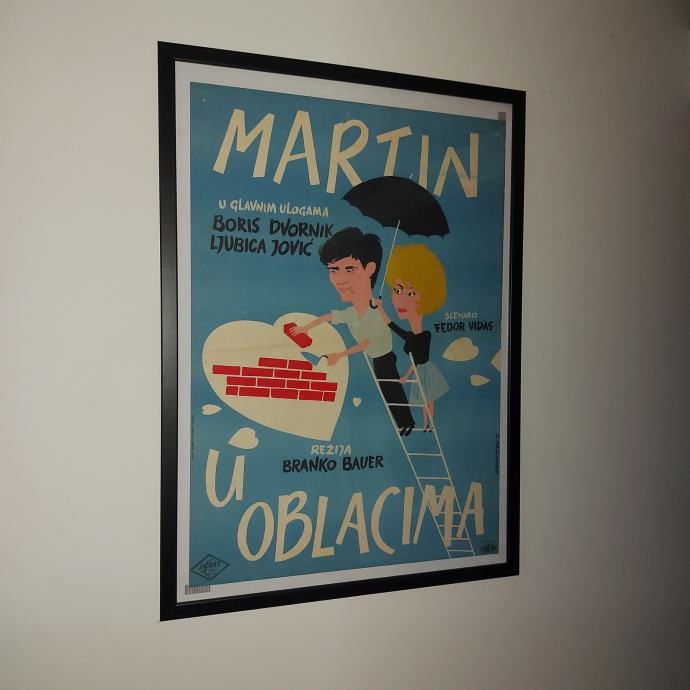 MARTIN
U GLAVNIM ULOGAMA
BORIS DVORNIK
LJUBICA JOVIĆ
SCENARIO
FEDOR VIDAS
REŽIJA
BRANKO BAUER
U
OBLACIMA